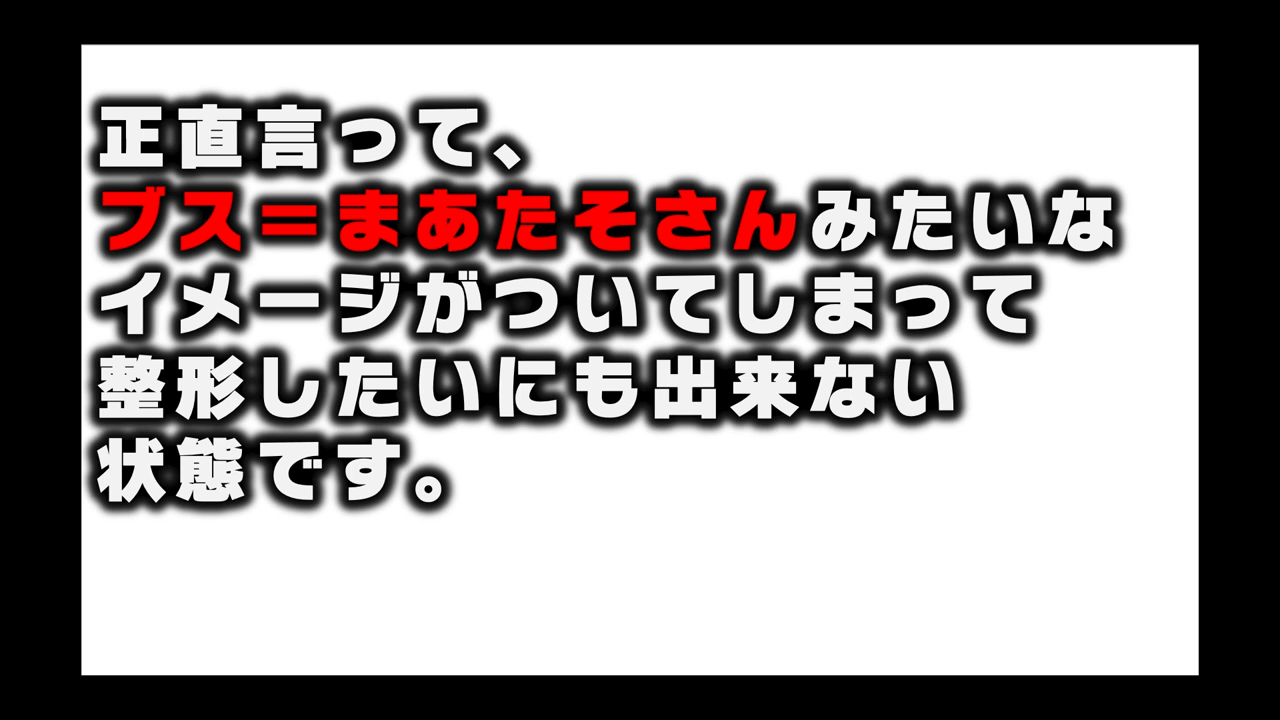 正直言って、
ブス＝まあたそさんみたいな
イメージがついてしまって
整形したいにも出来ない
状態です。